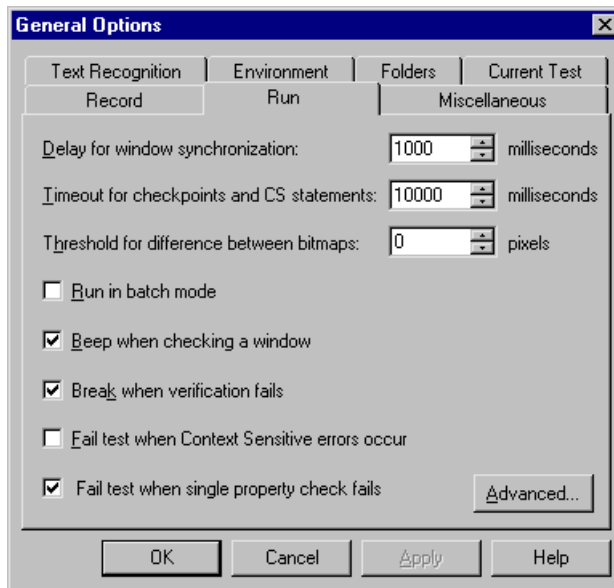 General Options
Text Recognition Environment Folders Current Test
Record Run Miscellaneous
Delay for window synchronization: 1000 milliseconds
Timeout for checkpoints and CS statements: 10000 milliseconds
Threshold for difference between bitmaps: 0 pixels
Run in batch mode
Beep when checking a window
Break when verification fails
Fail test when Context Sensitive errors occur
Fail test when single property check fails
Advanced...
OK Cancel Apply Help